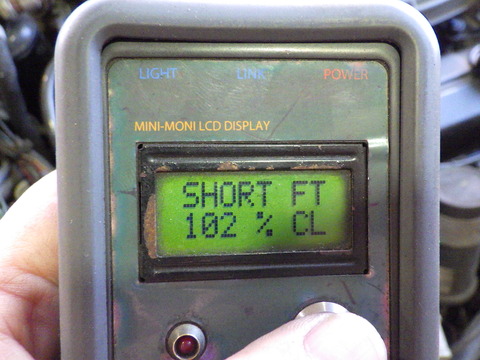 LIGHT LINK POWER
MINI-MONI LCD DISPLAY
SHORT FT
102 % CL